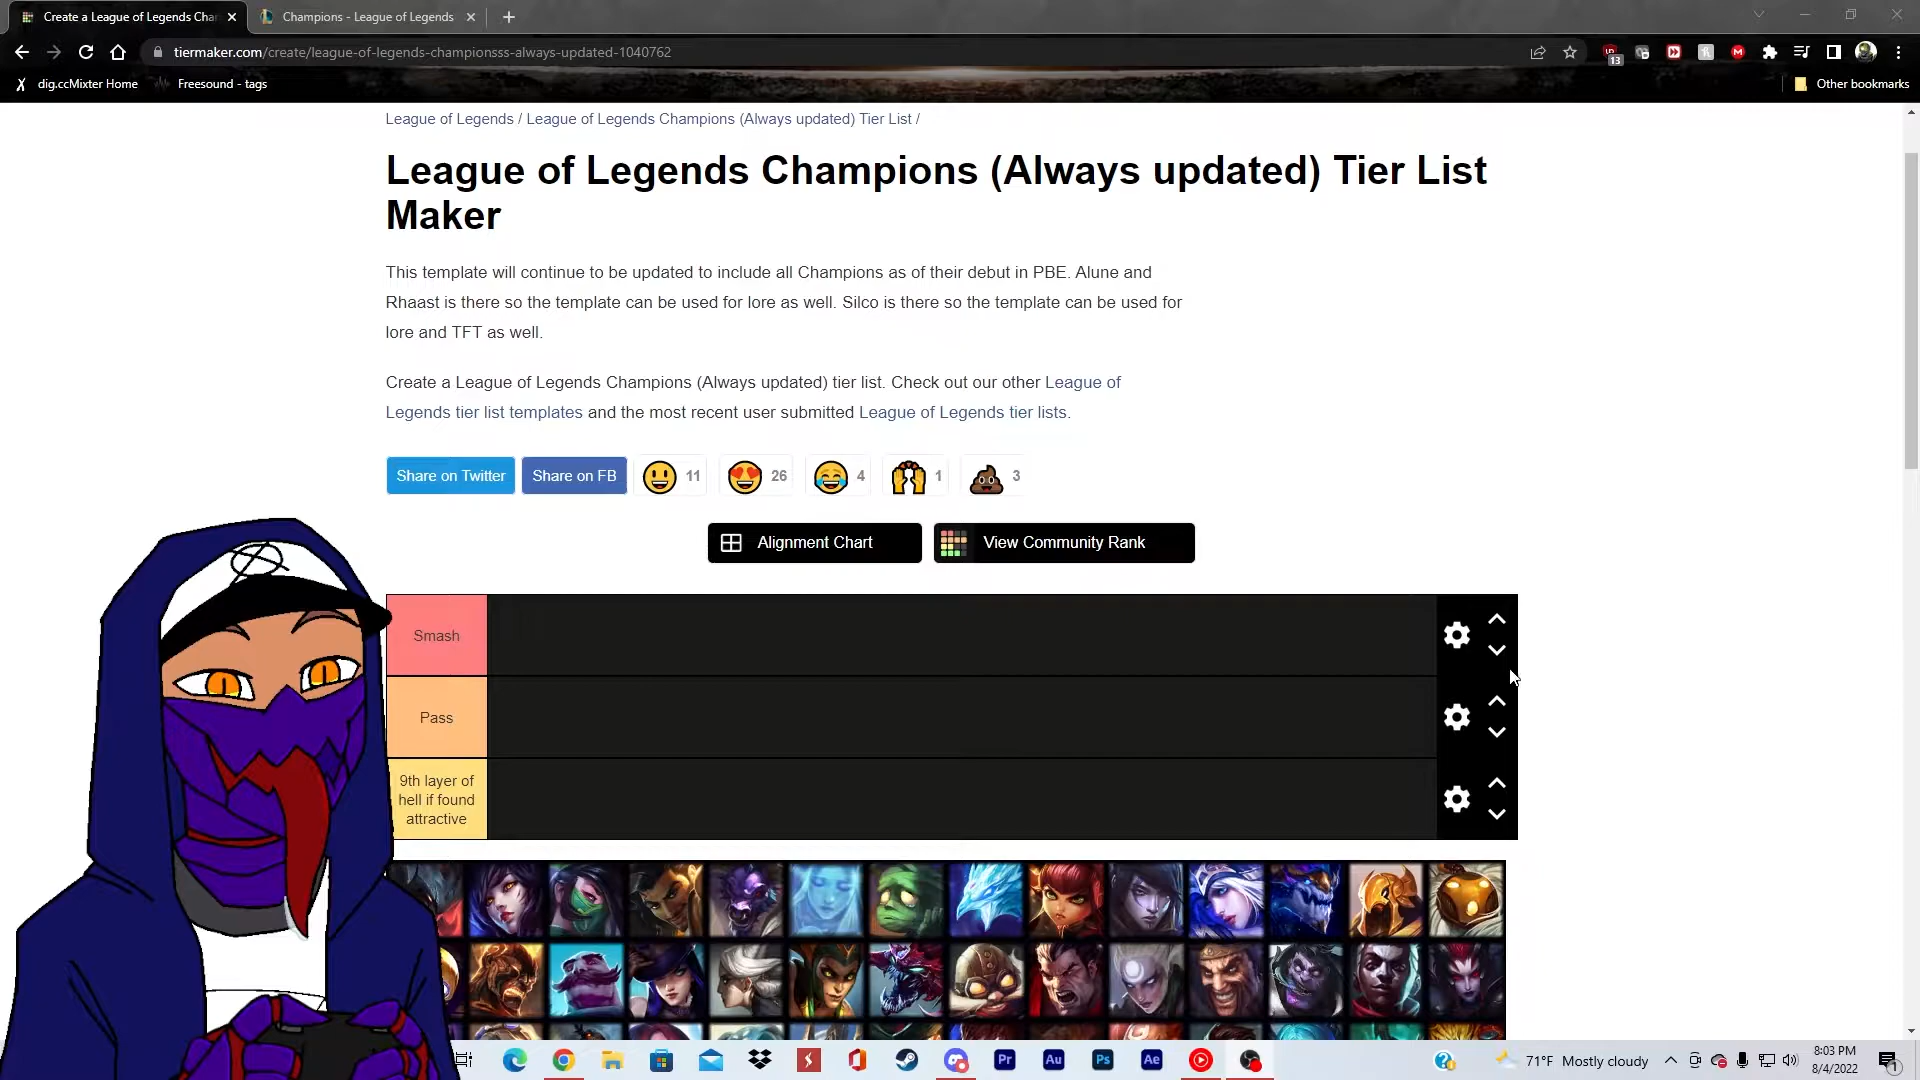 Create a League of Legends Cha
Champions - League of Legends
tiermaker.com/create/league-of-legends-championsss-always-updated-1040762
13
dig.ccMixter Home
Freesound - tags
Other bookmarks
League of Legends / League of Legends Champions (Always updated) Tier List /
League of Legends Champions (Always updated) Tier List
Maker
This template will continue to be updated to include all Champions as of their debut in PBE. Alune and
Rhaast is there so the template can be used for lore as well. Silco is there so the template can be used for
lore and TFT as well.
Create a League of Legends Champions (Always updated) tier list. Check out our other League of
Legends tier list templates and the most recent user submitted League of Legends tier lists.
Share on Twitter
Share on FB
11
26
4
1
3
Alignment Chart
View Community Rank
Smash
Pass
9th layer of
hell if found
attractive
Pr
Au
Ps
Ae
71°F Mostly cloudy
8:03 PM
8/4/2022
1